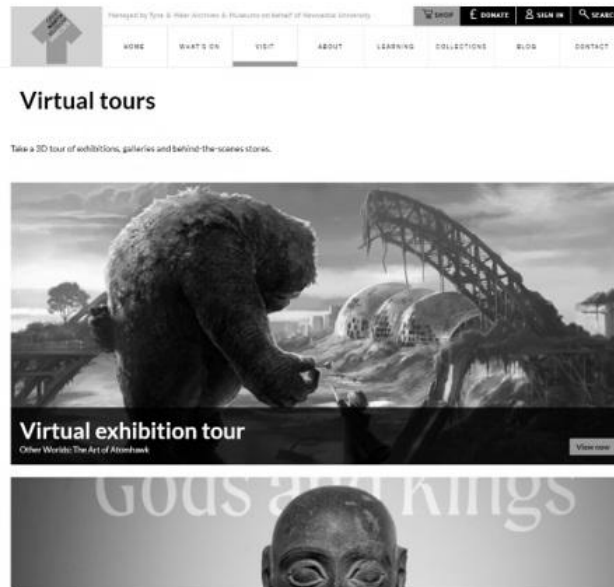 Managed by Tyne & Wear Archives & Museums on behalf of Newcastle University
SHOP £ DONATE SIGN IN SEARC
HOME WHAT'S ON VISIT ABOUT LEARNING COLLECTIONS BLOG CONTACT
Virtual tours
Take a 3D tour of exhibitions, galleries and behind-the-scenes stores.
Virtual exhibition tour
Other Worlds: The Art of Atomhawk
View now
Gods and Kings